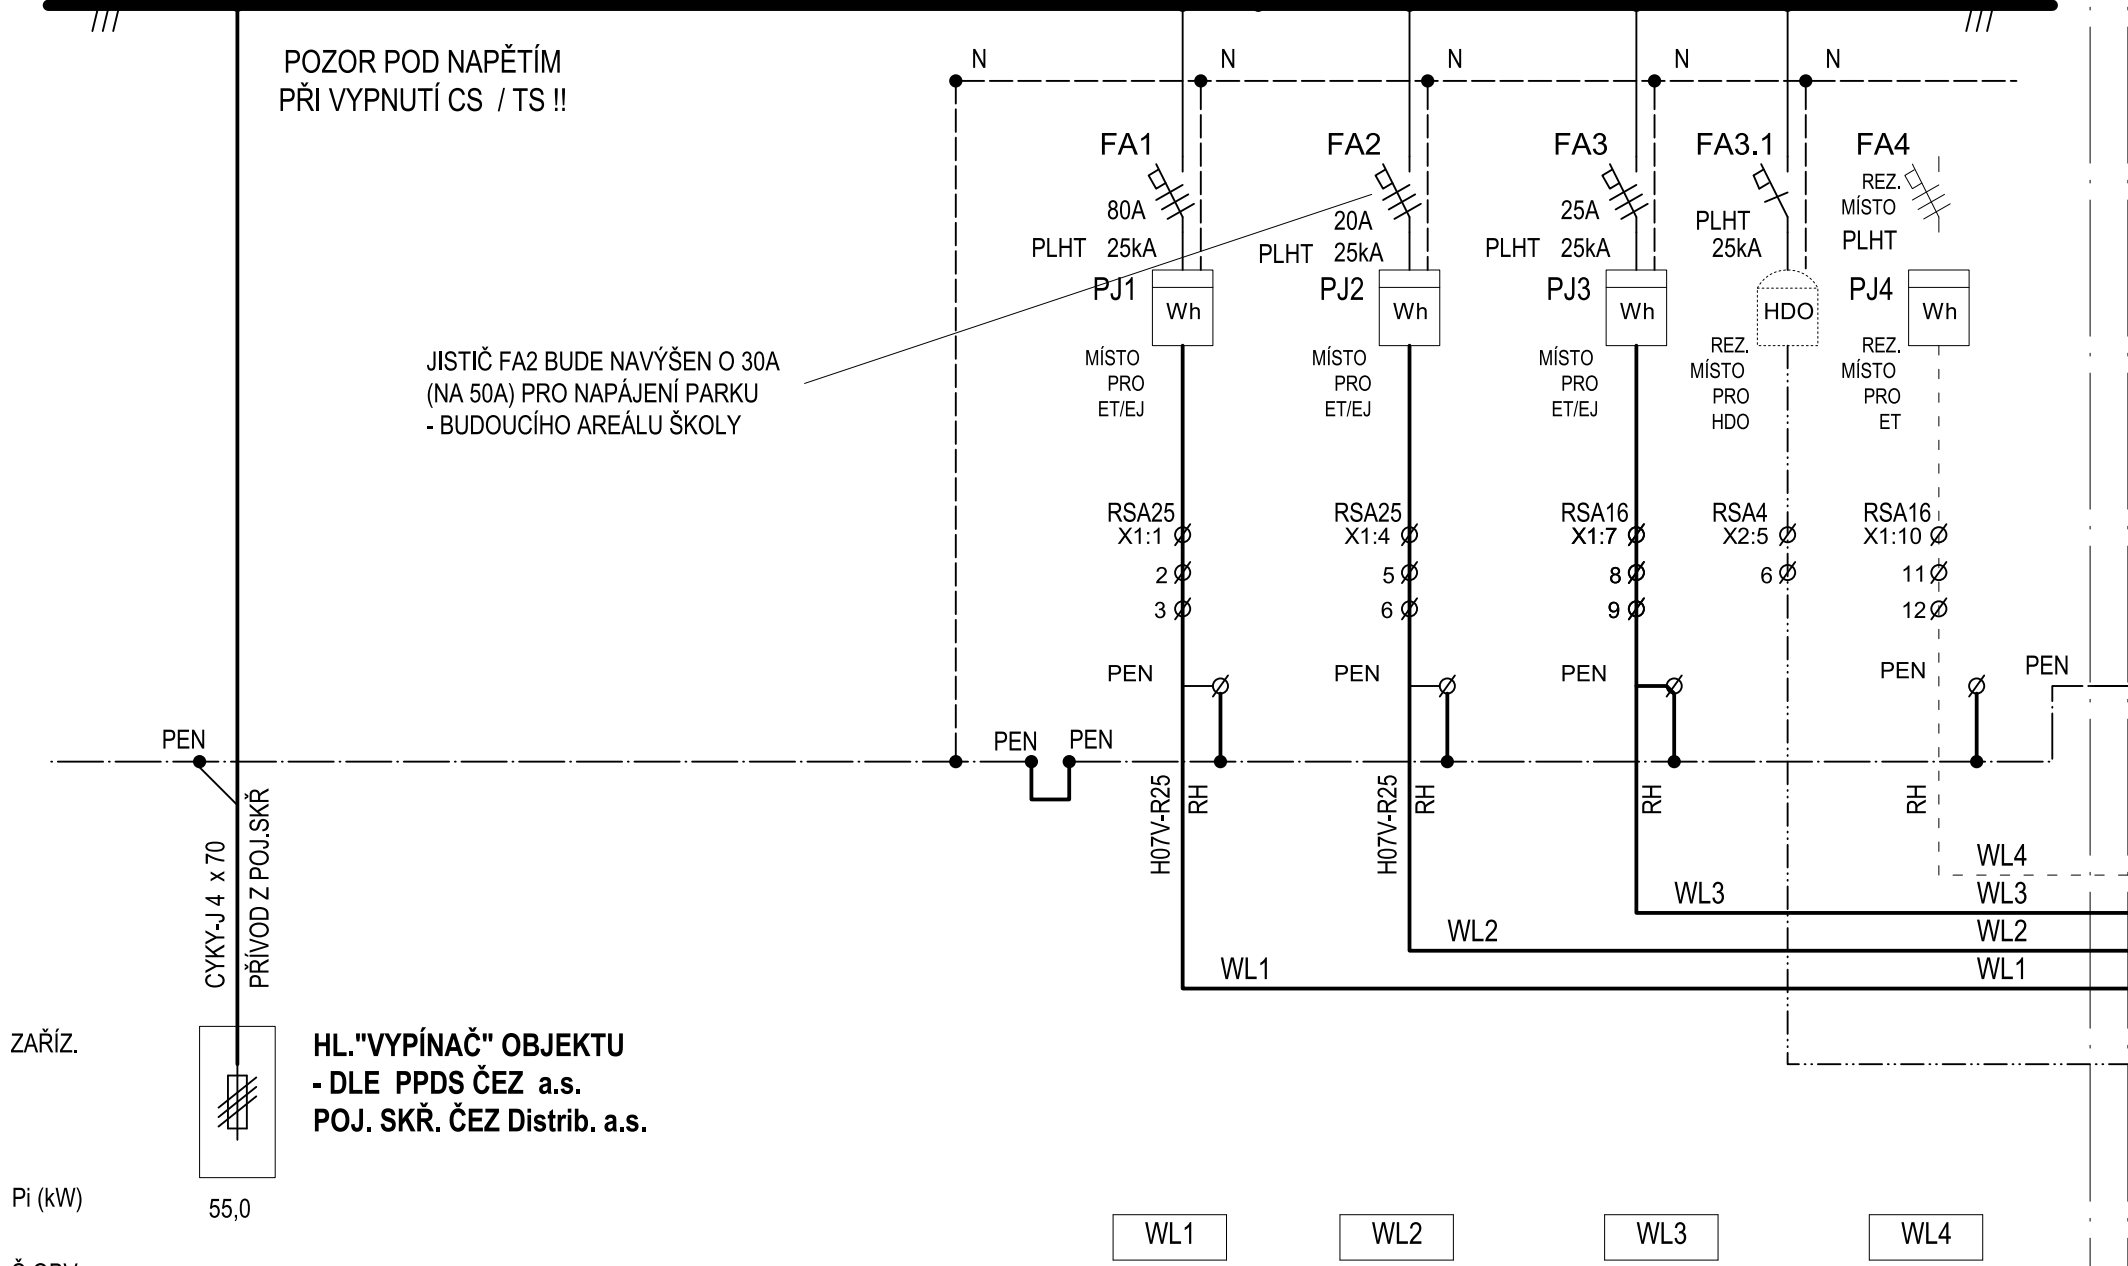 POZOR POD NAPĚTÍM
PŘI VYPNUTÍ CS / TS !!
N N N N N
FA1 FA2 FA3 FA3.1 FA4
80A
PLHT 25kA
20A
PLHT 25kA
25A
PLHT 25kA
PLHT
25kA
REZ.
MÍSTO
PLHT
PJ1 Wh
PJ2 Wh
PJ3 Wh
HDO
PJ4 Wh
JISTIČ FA2 BUDE NAVÝŠEN O 30A
(NA 50A) PRO NAPÁJENÍ PARKU
- BUDOUCÍHO AREÁLU ŠKOLY
MÍSTO
PRO
ET/EJ
MÍSTO
PRO
ET/EJ
MÍSTO
PRO
ET/EJ
REZ.
MÍSTO
PRO
HDO
REZ.
MÍSTO
PRO
ET
RSA25
X1:1
2
3
RSA25
X1:4
5
6
RSA16
X1:7
8
9
RSA4
X2:5
6
RSA16
X1:10
11
12
PEN PEN PEN PEN PEN
PEN PEN PEN
CYKY-J 4 x 70
PŘÍVOD Z POJ.SKŘ
H07V-R25
RH
H07V-R25
RH
RH
RH
WL4
WL3 WL3
WL2 WL2
WL1 WL1
ZAŘÍZ.
HL."VYPÍNAČ" OBJEKTU
- DLE PPDS ČEZ a.s.
POJ. SKŘ. ČEZ Distrib. a.s.
Pi (kW) 55,0
WL1 WL2 WL3 WL4